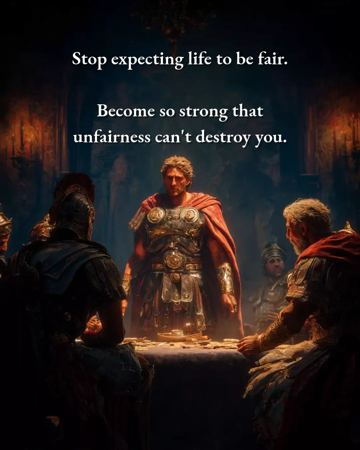 Stop expecting life to be fair.
Become so strong that
unfairness can't destroy you.